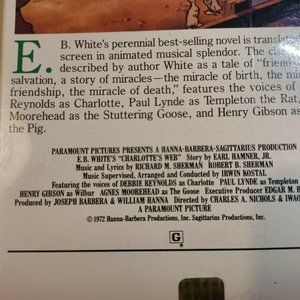 E. B. White's perennial best-selling novel is translated
screen in animated musical splendor. The
described by author White as a tale of "friend
salvation, a story of miracles—the miracle of birth, the mi
friendship, the miracle of death," features the voices of
Reynolds as Charlotte, Paul Lynde as Templeton the Rat,
Moorehead as the Stuttering Goose, and Henry Gibson as
the Pig.
PARAMOUNT PICTURES PRESENTS A HANNA-BARBERA-SAGITTARIUS PRODUCTION
E. B. WHITE'S "CHARLOTTE'S WEB" Story by EARL HAMNER, JR.
Music and Lyrics by RICHARD M. SHERMAN ROBERT B. SHERMAN
Music Supervised, Arranged and Conducted by IRWIN KOSTAL
Featuring the voices of DEBBIE REYNOLDS as Charlotte PAUL LYNDE as Templeton
HENRY GIBSON as Wilbur AGNES MOOREHEAD as The Goose Executive Producer EDGAR M. R
Produced by JOSEPH BARBERA & WILLIAM HANNA Directed by CHARLES A. NICHOLS & IWAO
A PARAMOUNT PICTURE
©1972 Hanna-Barbera Productions, Inc. Sagittarius Productions, Inc.
G